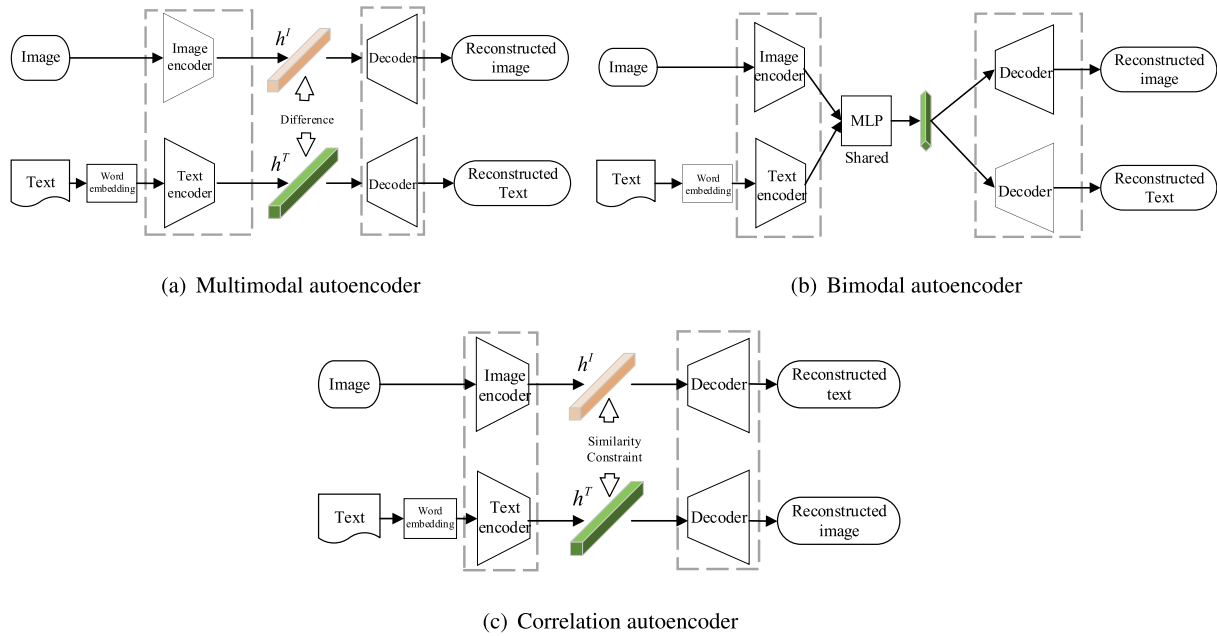 Image
Image
encoder
h^I
Decoder
Reconstructed
image
Difference
Text
Word
embedding
Text
encoder
h^T
Decoder
Reconstructed
Text
(a) Multimodal autoencoder
Image
Image
encoder
MLP
Shared
Decoder
Reconstructed
image
Text
Word
embedding
Text
encoder
Decoder
Reconstructed
Text
(b) Bimodal autoencoder
Image
Image
encoder
h^I
Decoder
Reconstructed
text
Similarity
Constraint
Text
Word
embedding
Text
encoder
h^T
Decoder
Reconstructed
image
(c) Correlation autoencoder